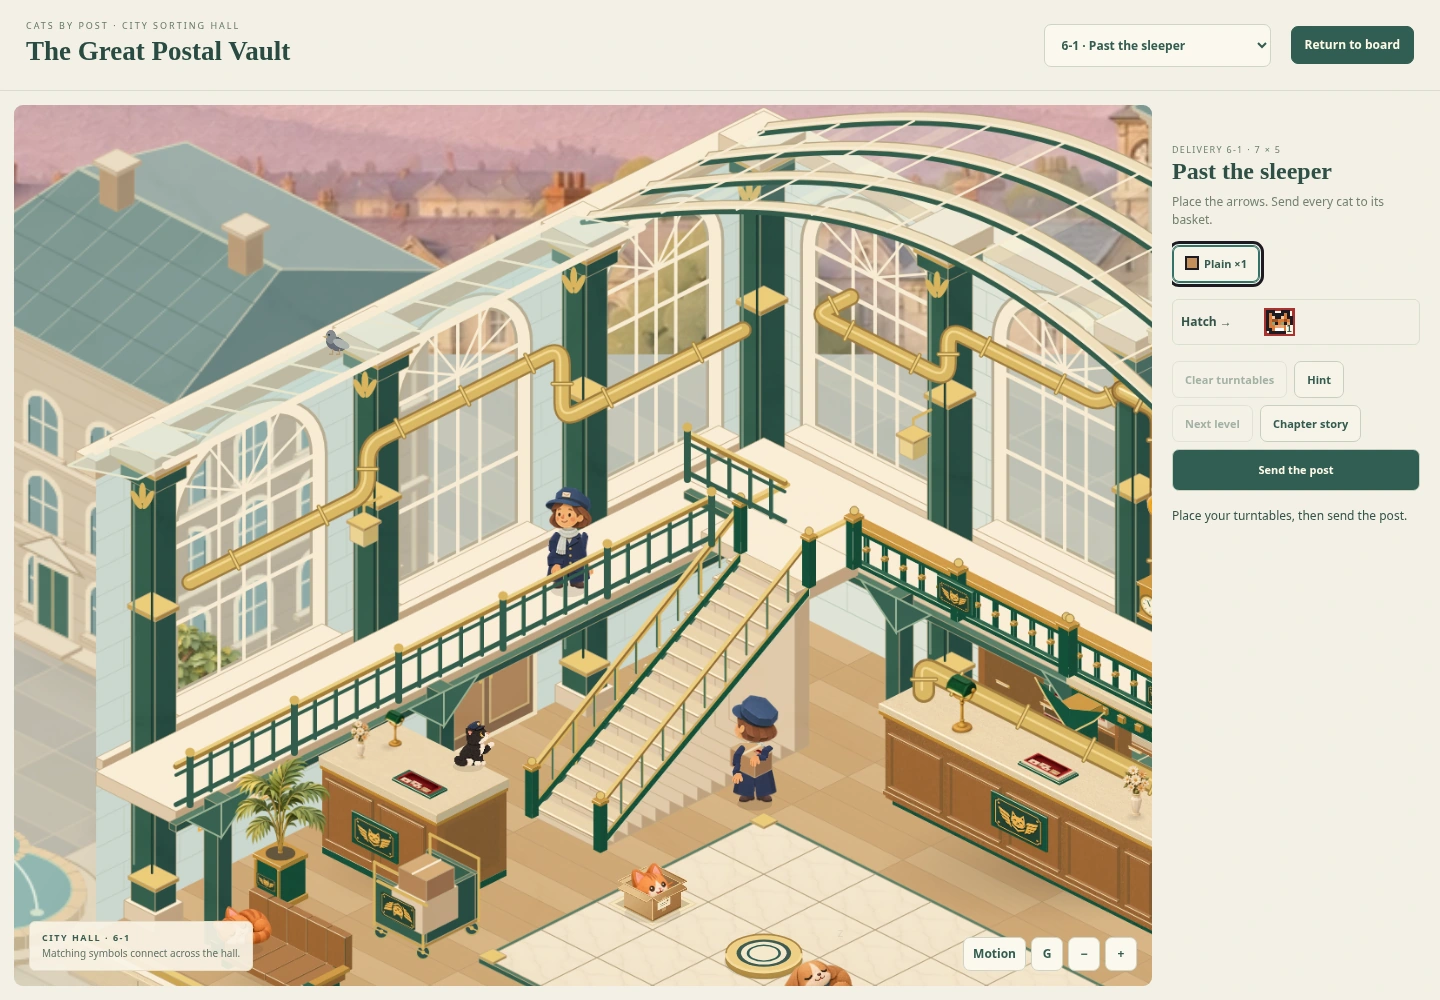 CATS BY POST · CITY SORTING HALL
The Great Postal Vault
6-1 · Past the sleeper
Return to board
DELIVERY 6-1 · 7 × 5
Past the sleeper
Place the arrows. Send every cat to its
basket.
Plain ×1
Hatch →
1
Clear turntables
Hint
Next level
Chapter story
Send the post
Place your turntables, then send the post.
CITY HALL · 6-1
Matching symbols connect across the hall.
Motion
G
−
+